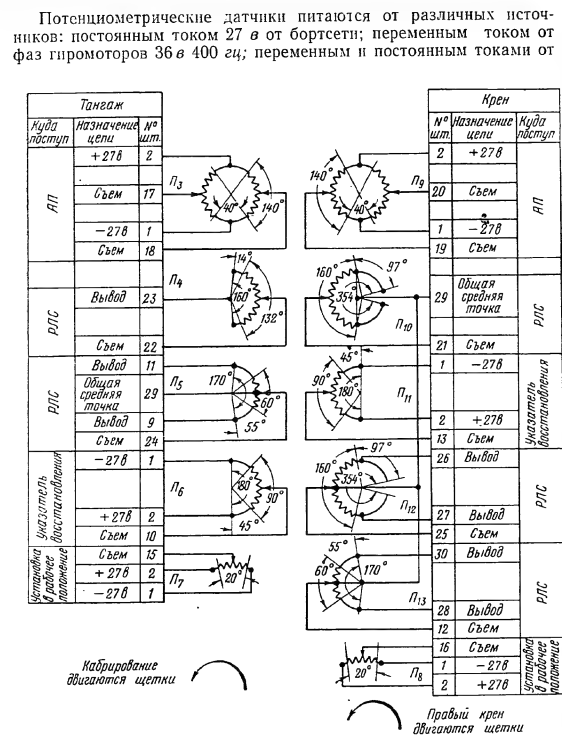 Потенциометрические датчики питаются от различных источ-
ников: постоянным током 27 в от бортсети; переменным током от
фаз гиромоторов 36 в 400 гц; переменным и постоянным токами от
Тангаж
Куда поступ
Назначение цепи
№ шт.
АП
+27в 2
Съем 17
-27в 1
Съем 18
П3
40°
140°
РЛС
Вывод 23
Съем 22
П4
14°
160°
132°
РЛС
Вывод 11
Общая средняя точка 29
Вывод 9
Съем 24
П5
170°
60°
55°
Указатель восстановления
-27в 1
+27в 2
Съем 10
П6
180°
90°
45°
Установка в рабочее положение
Съем 15
+27в 2
-27в 1
П7
20°
Кабрирование
двигаются щетки
Крен
№ шт.
Назначение цепи
Куда поступ
АП
2 +27в
20 Съем
1 -27в
19 Съем
П9
140°
40°
РЛС
29 Общая средняя точка
21 Съем
П10
160°
97°
354°
Указатель восстановления
1 -27в
2 +27в
13 Съем
П11
45°
90°
180°
РЛС
26 Вывод
27 Вывод
25 Съем
П12
97°
160°
354°
РЛС
30 Вывод
28 Вывод
12 Съем
П13
55°
60°
170°
Установка в рабочее положение
16 Съем
1 -27в
2 +27в
П8
20°
Правый крен
двигаются щетки